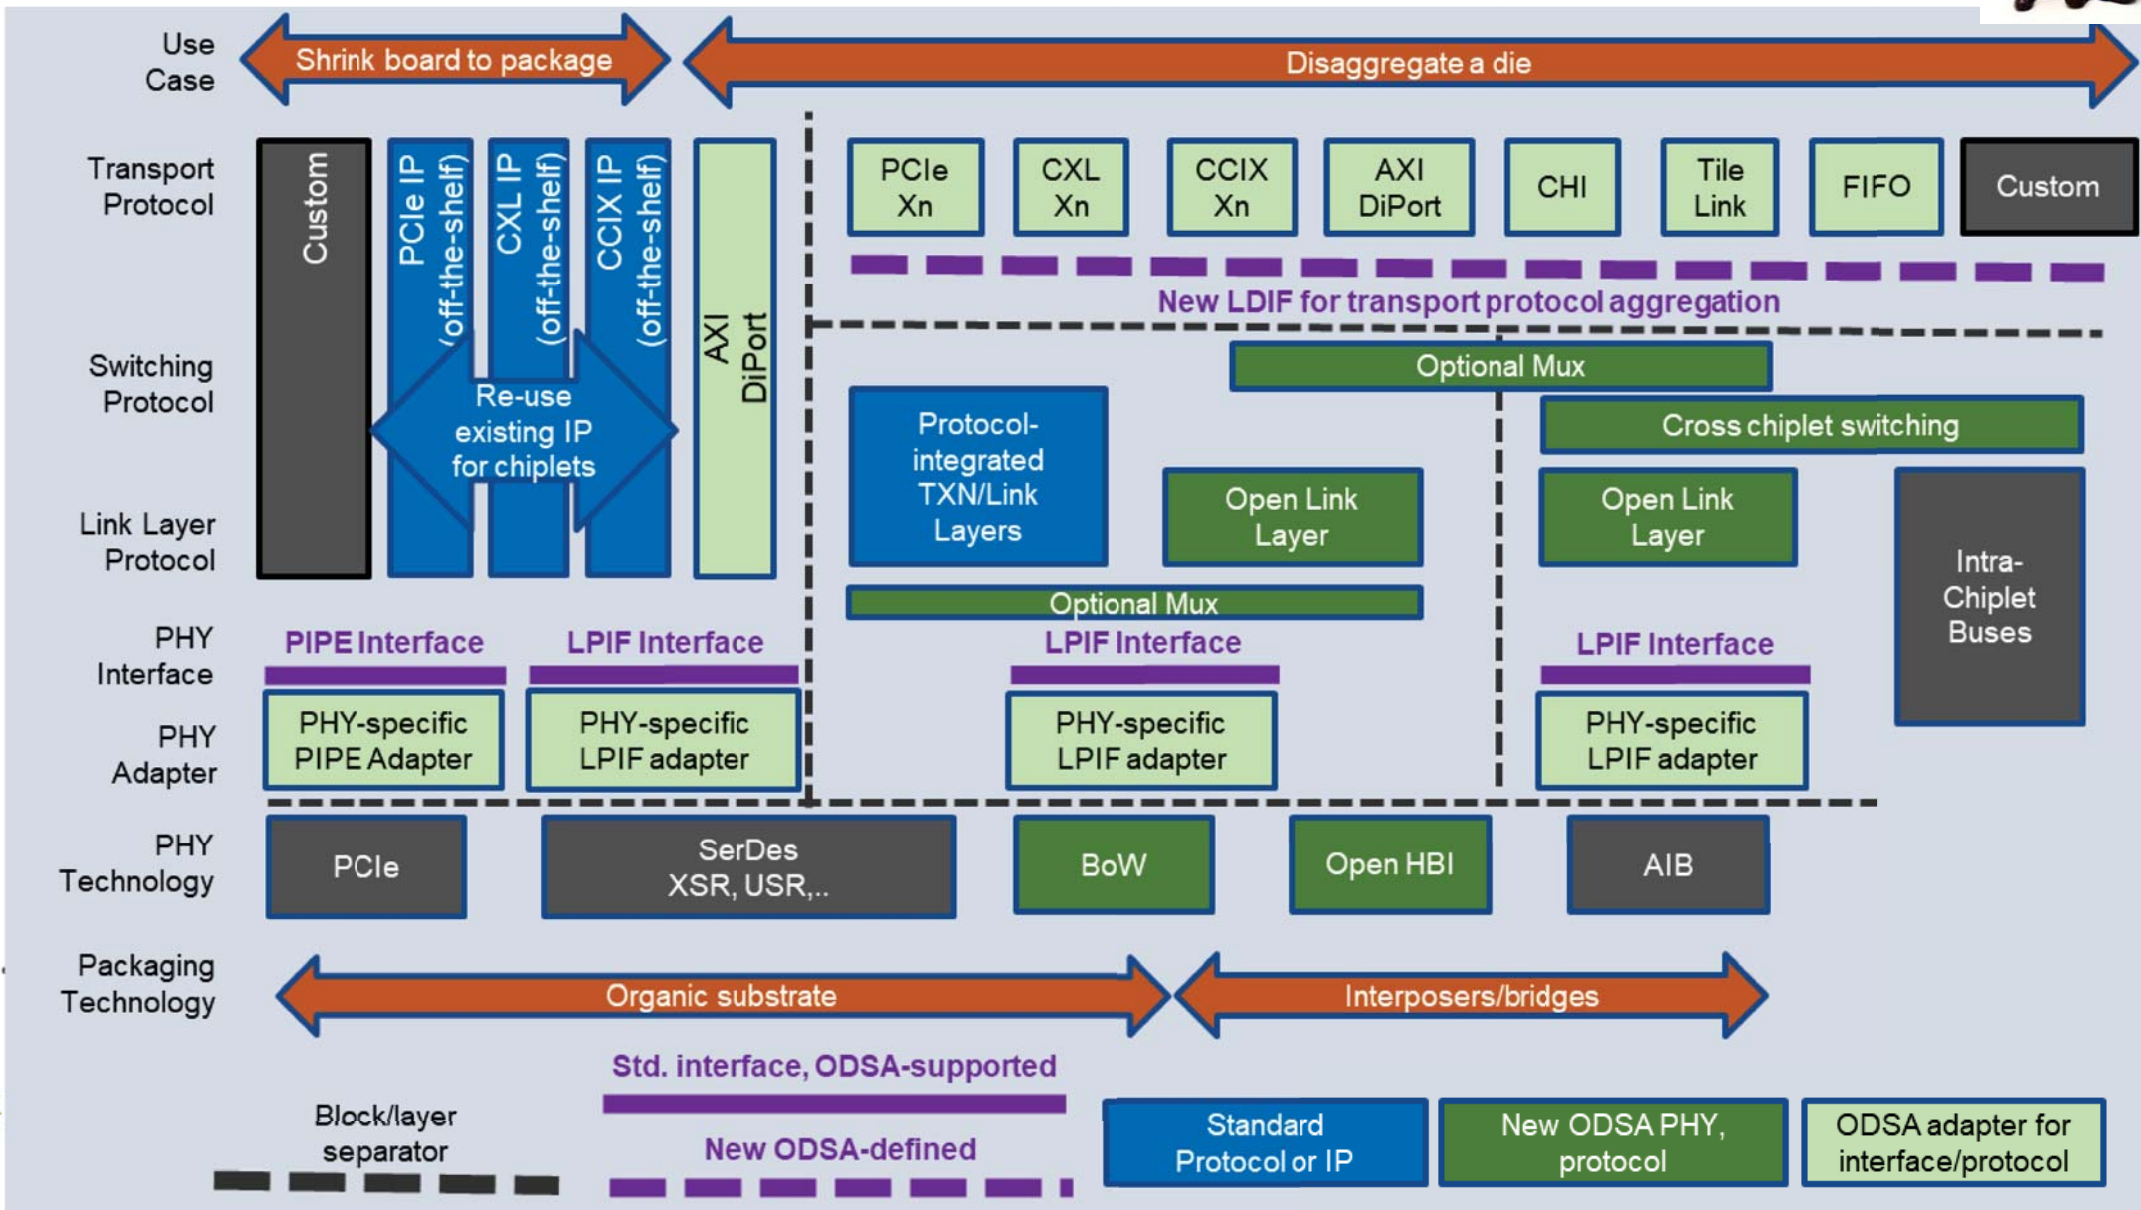 Use
Case
Shrink board to package
Disaggregate a die
Transport
Protocol
Custom
PCIe IP
(off-the-shelf)
CXL IP
(off-the-shelf)
CCIX IP
(off-the-shelf)
AXI
DiPort
PCIe
Xn
CXL
Xn
CCIX
Xn
AXI
DiPort
CHI
Tile
Link
FIFO
Custom
New LDIF for transport protocol aggregation
Switching
Protocol
Re-use
existing IP
for chiplets
Optional Mux
Protocol-
integrated
TXN/Link
Layers
Cross chiplet switching
Link Layer
Protocol
Open Link
Layer
Open Link
Layer
Intra-
Chiplet
Buses
Optional Mux
PHY
Interface
PIPE Interface
LPIF Interface
LPIF Interface
LPIF Interface
PHY
Adapter
PHY-specific
PIPE Adapter
PHY-specific
LPIF adapter
PHY-specific
LPIF adapter
PHY-specific
LPIF adapter
PHY
Technology
PCIe
SerDes
XSR, USR,..
BoW
Open HBI
AIB
Packaging
Technology
Organic substrate
Interposers/bridges
Std. interface, ODSA-supported
Block/layer
separator
New ODSA-defined
Standard
Protocol or IP
New ODSA PHY,
protocol
ODSA adapter for
interface/protocol